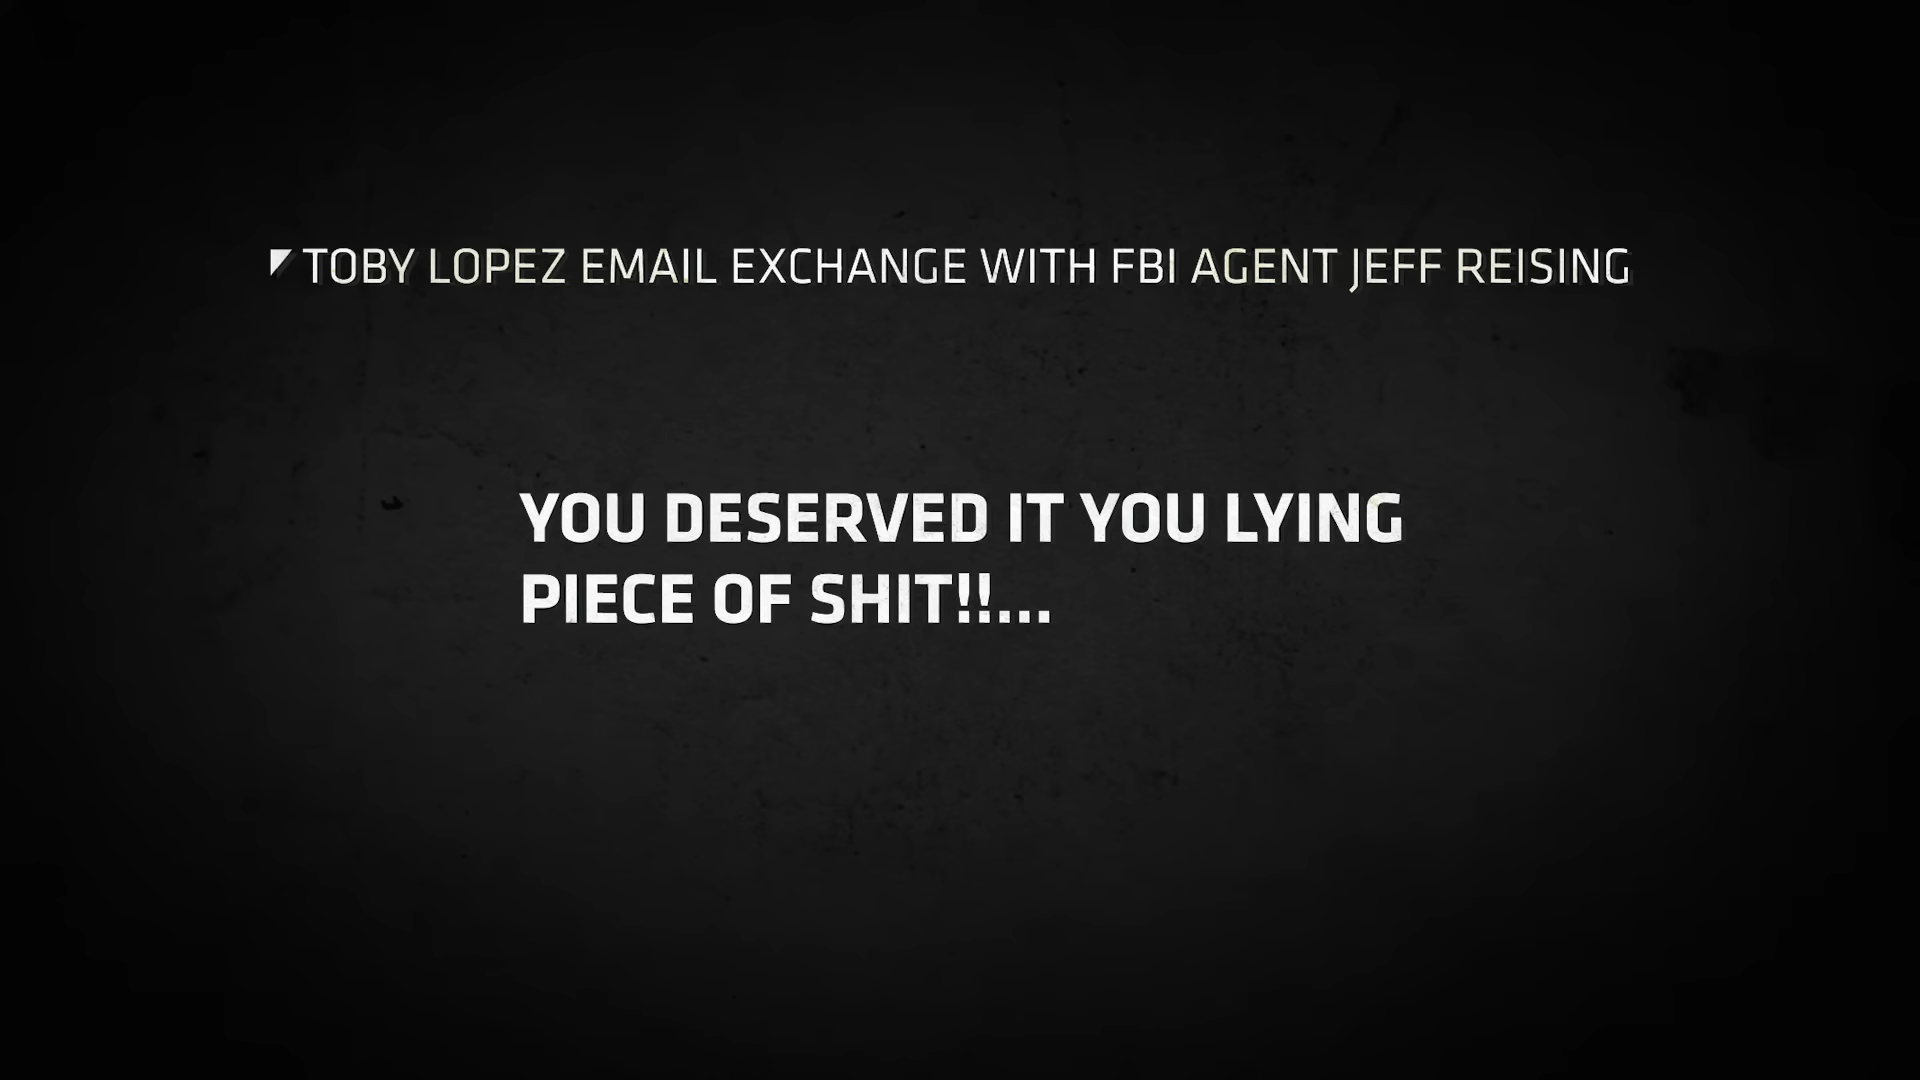 TOBY LOPEZ EMAIL EXCHANGE WITH FBI AGENT JEFF REISING
YOU DESERVED IT YOU LYING
PIECE OF SHIT!!...